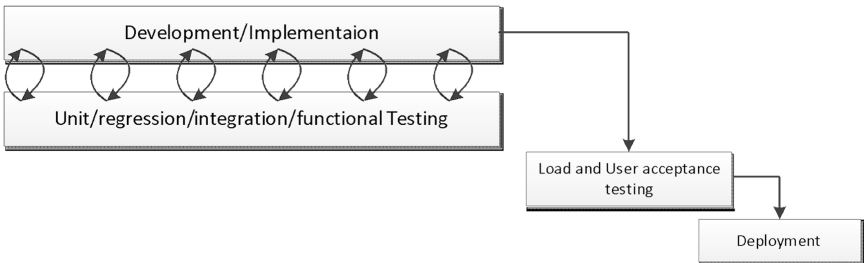 Development/Implementaion
Unit/regression/integration/functional Testing
Load and User acceptance
testing
Deployment